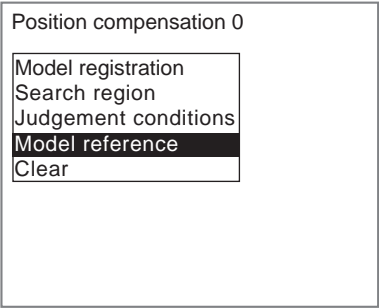 Position compensation 0
Model registration
Search region
Judgement conditions
Model reference
Clear